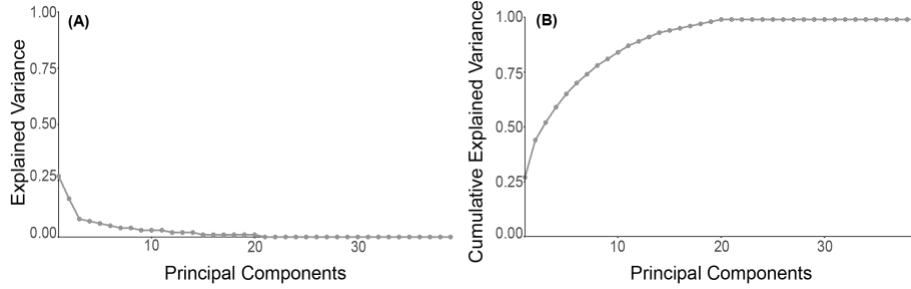 (A)
Explained Variance
1.00
0.75
0.50
0.25
0.00
10
20
30
Principal Components
(B)
Cumulative Explained Variance
1.00
0.75
0.50
0.25
0.00
10
20
30
Principal Components